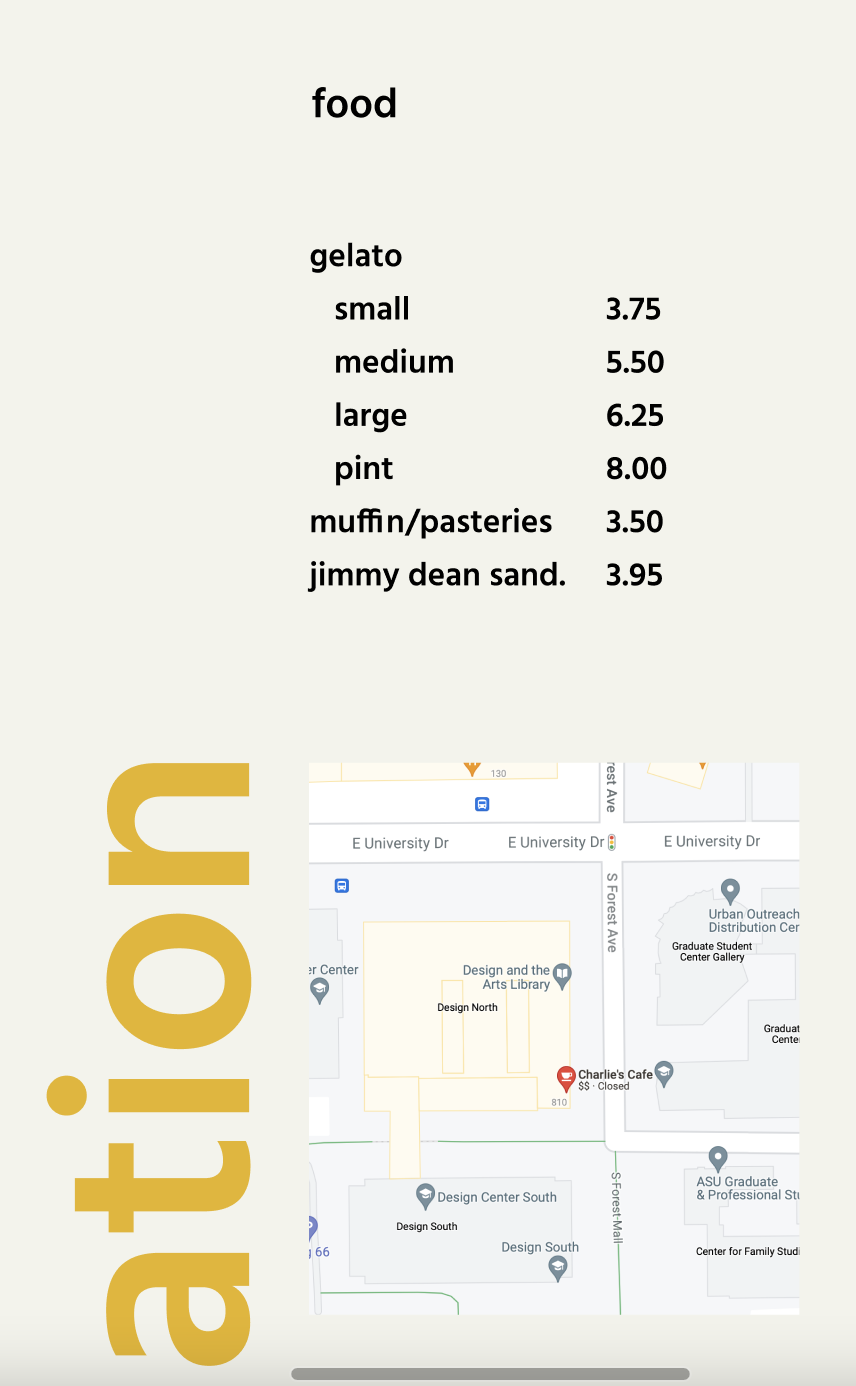 food
gelato
small 3.75
medium 5.50
large 6.25
pint 8.00
muffin/pasteries 3.50
jimmy dean sand. 3.95
ation
130
rest Ave
E University Dr E University Dr E University Dr
S Forest Ave
Urban Outreach
Distribution Cen
Graduate Student
Center Gallery
er Center
Design and the
Arts Library
Design North
Graduat
Center
Charlie's Cafe
$$ · Closed
810
ASU Graduate
& Professional Stu
S Forest Mall
Design Center South
Design South
66
Design South
Center for Family Studi